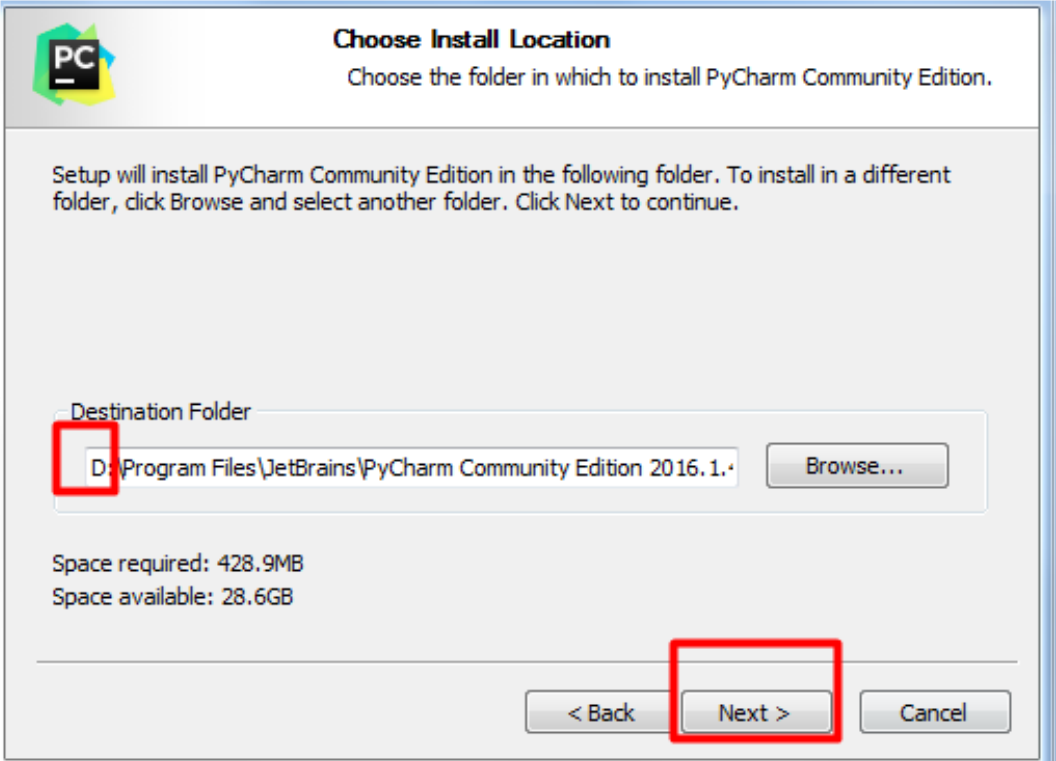 PC
Choose Install Location
Choose the folder in which to install PyCharm Community Edition.
Setup will install PyCharm Community Edition in the following folder. To install in a different
folder, click Browse and select another folder. Click Next to continue.
Destination Folder
D:\Program Files\JetBrains\PyCharm Community Edition 2016.1.
Browse...
Space required: 428.9MB
Space available: 28.6GB
< Back
Next >
Cancel